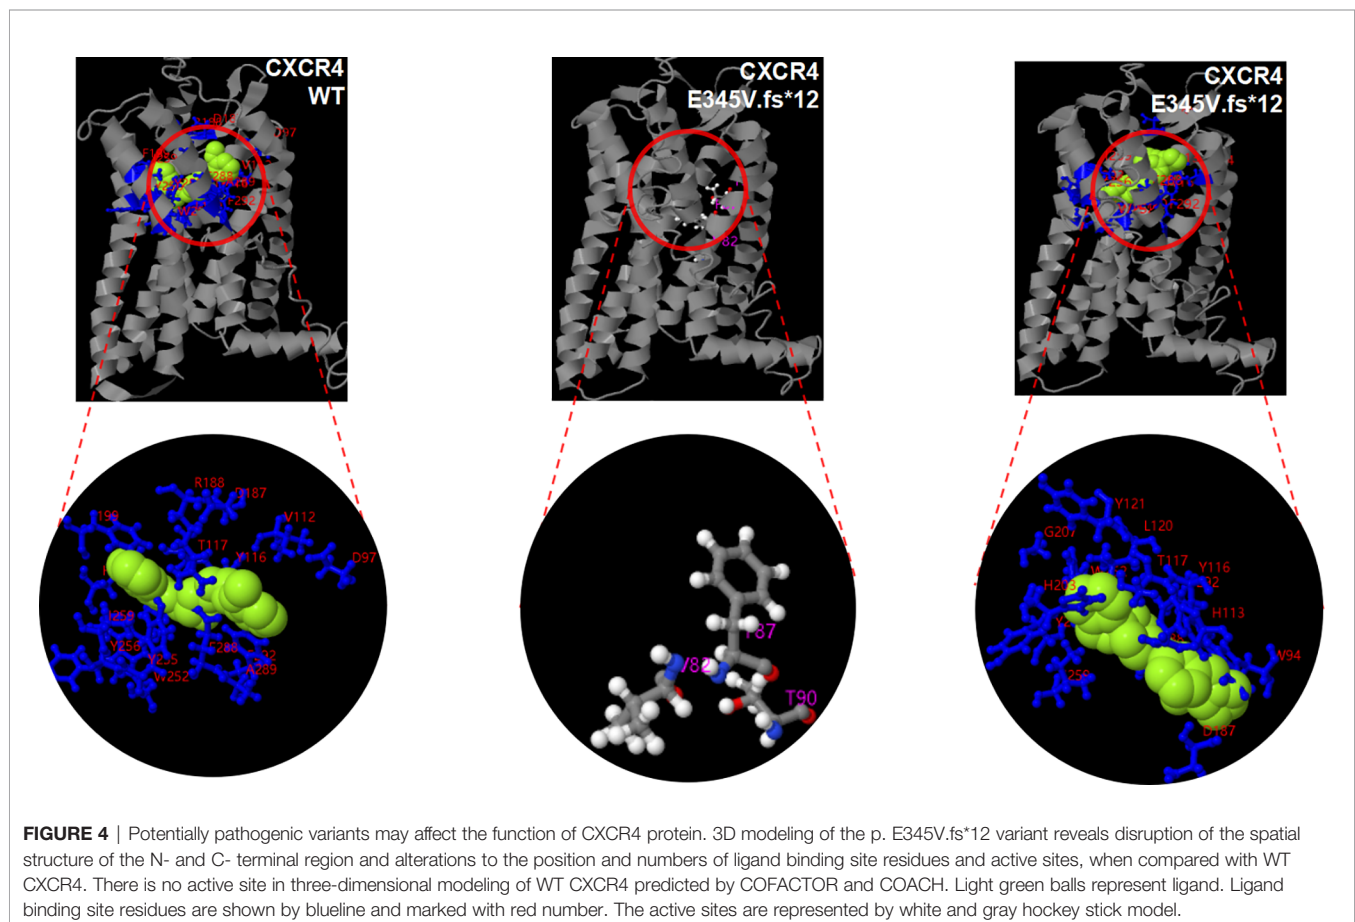 CXCR4
WT
CXCR4
E345V.fs*12
CXCR4
E345V.fs*12
R188
D187
199
V112
T117
Y116
D97
I259
Y256
Y255
W252
F288
A289
V82
F87
T90
Y121
G207
L120
T117
Y116
H203
H113
W94
D187
FIGURE 4 | Potentially pathogenic variants may affect the function of CXCR4 protein. 3D modeling of the p. E345V.fs*12 variant reveals disruption of the spatial
structure of the N- and C- terminal region and alterations to the position and numbers of ligand binding site residues and active sites, when compared with WT
CXCR4. There is no active site in three-dimensional modeling of WT CXCR4 predicted by COFACTOR and COACH. Light green balls represent ligand. Ligand
binding site residues are shown by blueline and marked with red number. The active sites are represented by white and gray hockey stick model.